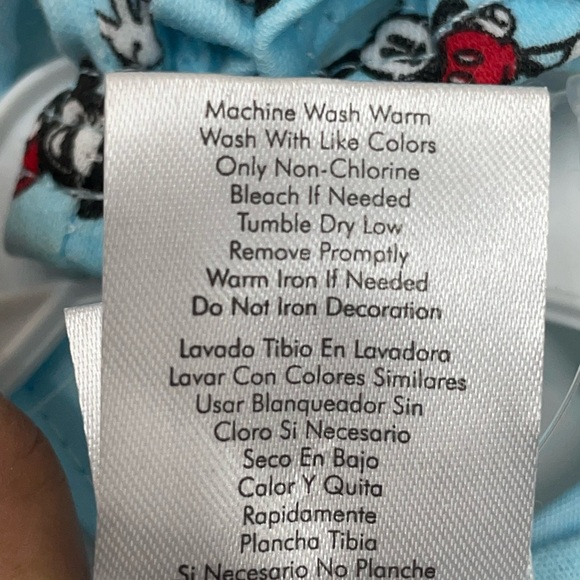 Machine Wash Warm
Wash With Like Colors
Only Non-Chlorine
Bleach If Needed
Tumble Dry Low
Remove Promptly
Warm Iron If Needed
Do Not Iron Decoration
Lavado Tibio En Lavadora
Lavar Con Colores Similares
Usar Blanqueador Sin
Cloro Si Necesario
Seco En Bajo
Calor Y Quita
Rapidamente
Plancha Tibia
Si Necesario No Planche